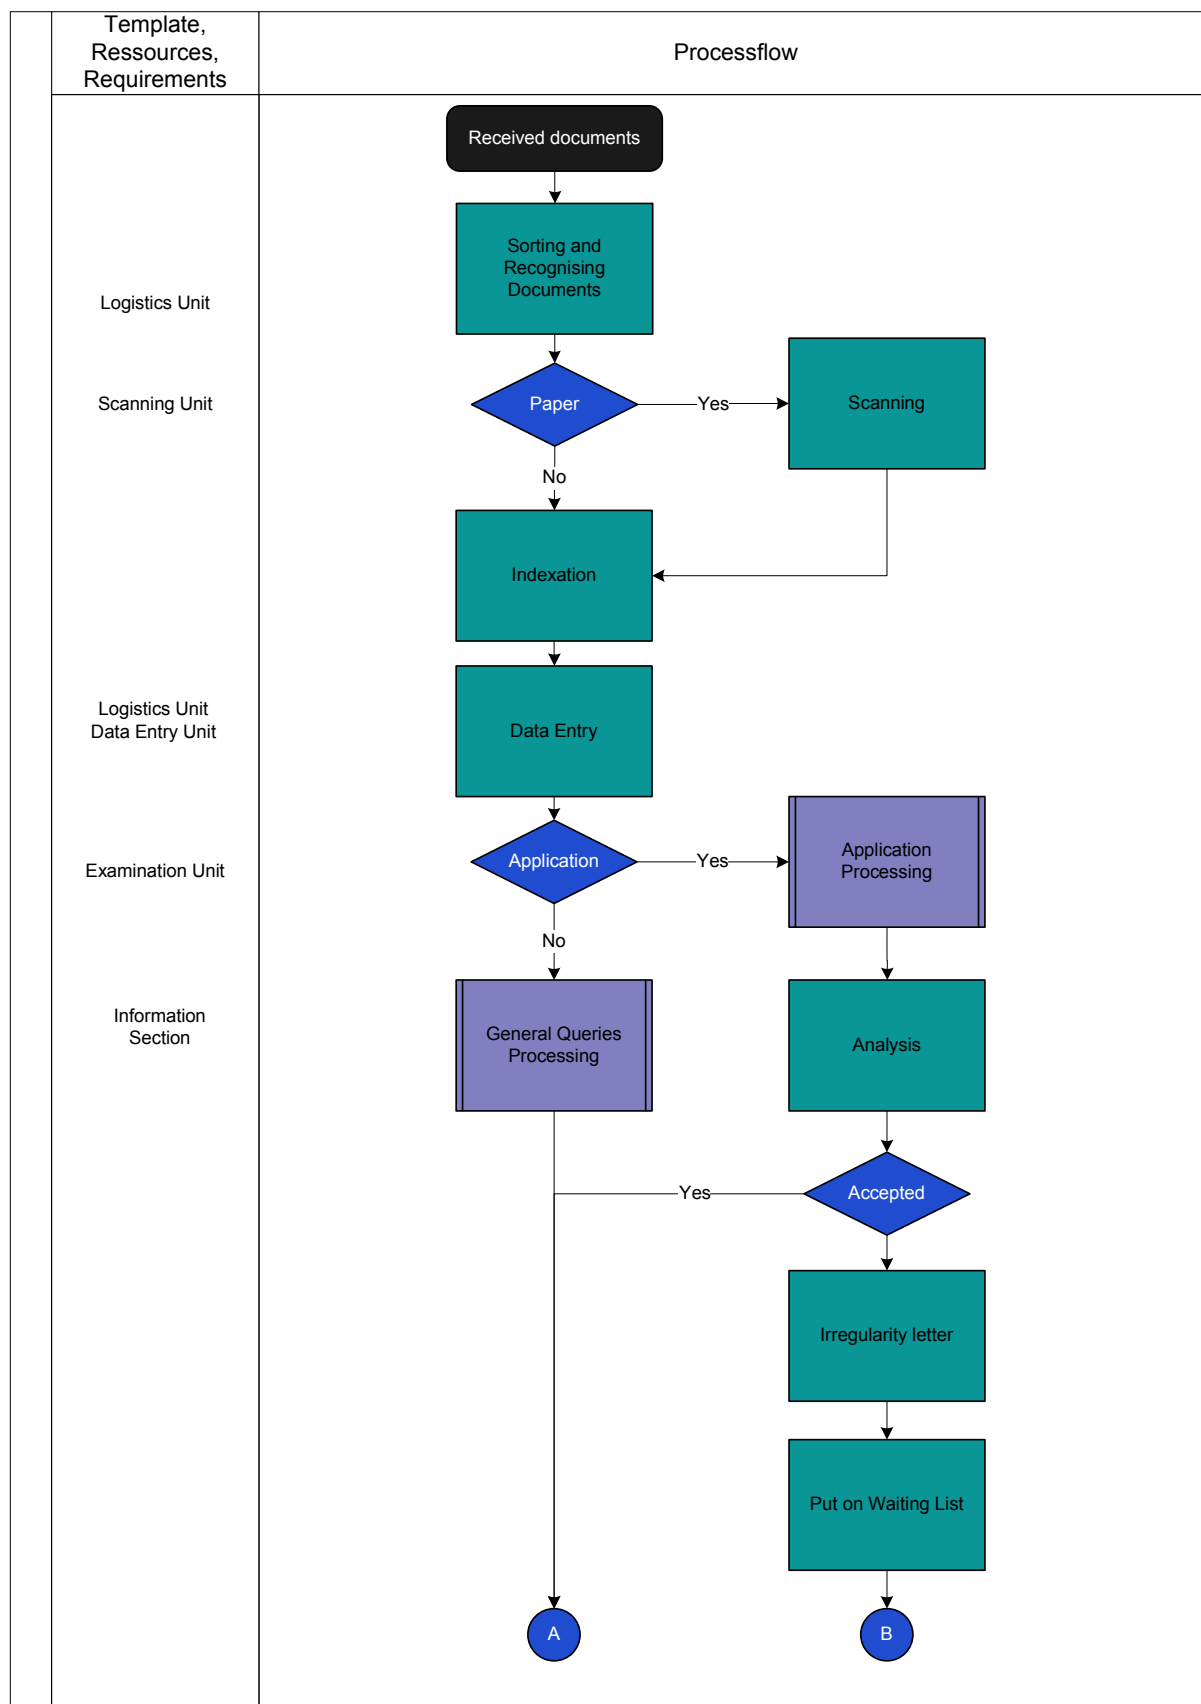 Template,
Ressources,
Requirements
Processflow
Received documents
Sorting and
Recognising
Documents
Logistics Unit
Scanning Unit
Paper
Yes
Scanning
No
Indexation
Logistics Unit
Data Entry Unit
Data Entry
Examination Unit
Application
Yes
Application
Processing
No
Information
Section
General Queries
Processing
Analysis
Yes
Accepted
Irregularity letter
Put on Waiting List
A
B